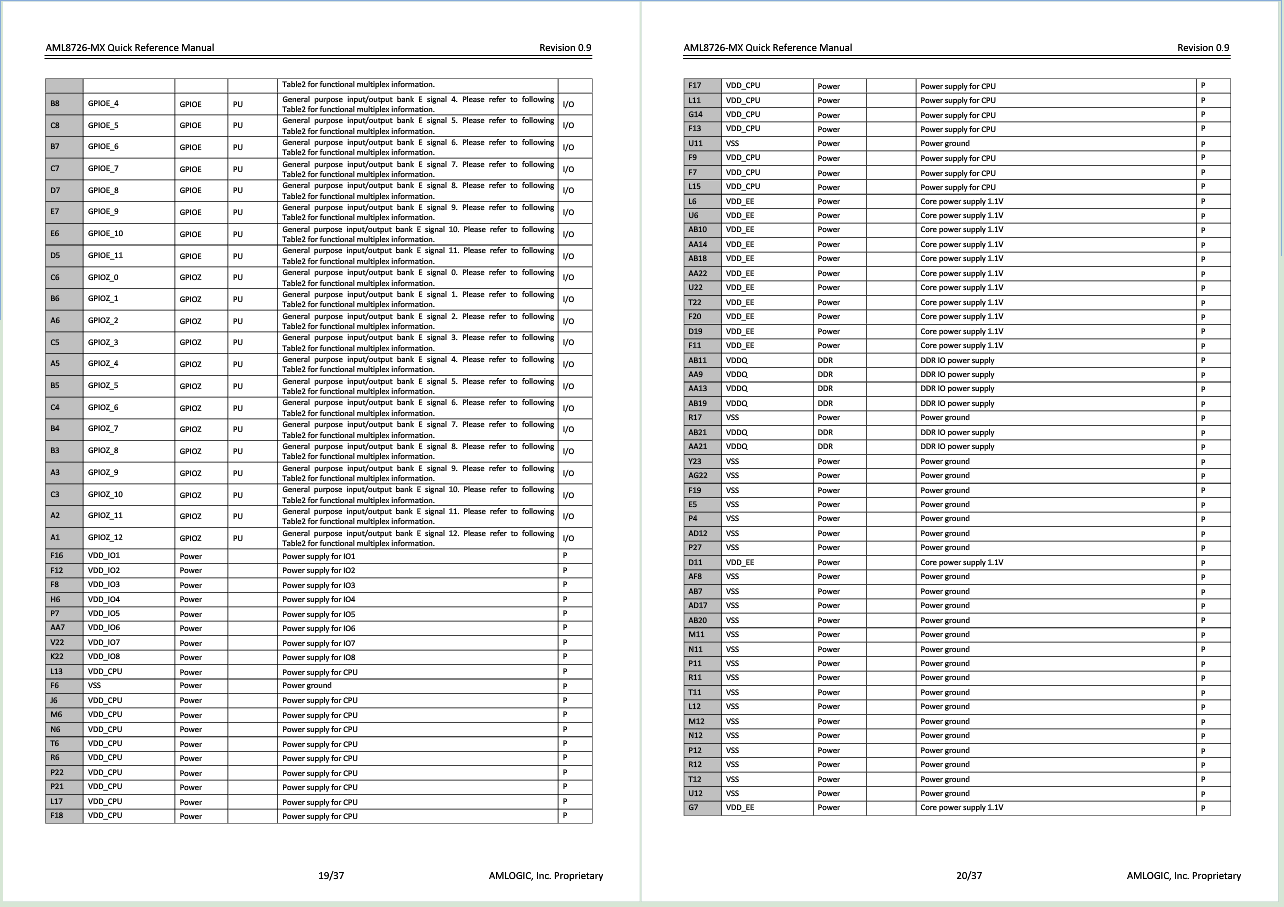 AML8726-MX Quick Reference Manual Revision 0.9
Table2 for functional multiplex information.
B8 GPIOE_4 GPIOE PU General purpose input/output bank E signal 4. Please refer to following I/O
Table2 for functional multiplex information.
C8 GPIOE_5 GPIOE PU General purpose input/output bank E signal 5. Please refer to following I/O
Table2 for functional multiplex information.
B7 GPIOE_6 GPIOE PU General purpose input/output bank E signal 6. Please refer to following I/O
Table2 for functional multiplex information.
C7 GPIOE_7 GPIOE PU General purpose input/output bank E signal 7. Please refer to following I/O
Table2 for functional multiplex information.
D7 GPIOE_8 GPIOE PU General purpose input/output bank E signal 8. Please refer to following I/O
Table2 for functional multiplex information.
E7 GPIOE_9 GPIOE PU General purpose input/output bank E signal 9. Please refer to following I/O
Table2 for functional multiplex information.
E6 GPIOE_10 GPIOE PU General purpose input/output bank E signal 10. Please refer to following I/O
Table2 for functional multiplex information.
D5 GPIOE_11 GPIOE PU General purpose input/output bank E signal 11. Please refer to following I/O
Table2 for functional multiplex information.
C6 GPIOZ_0 GPIOZ PU General purpose input/output bank E signal 0. Please refer to following I/O
Table2 for functional multiplex information.
B6 GPIOZ_1 GPIOZ PU General purpose input/output bank E signal 1. Please refer to following I/O
Table2 for functional multiplex information.
A6 GPIOZ_2 GPIOZ PU General purpose input/output bank E signal 2. Please refer to following I/O
Table2 for functional multiplex information.
C5 GPIOZ_3 GPIOZ PU General purpose input/output bank E signal 3. Please refer to following I/O
Table2 for functional multiplex information.
A5 GPIOZ_4 GPIOZ PU General purpose input/output bank E signal 4. Please refer to following I/O
Table2 for functional multiplex information.
B5 GPIOZ_5 GPIOZ PU General purpose input/output bank E signal 5. Please refer to following I/O
Table2 for functional multiplex information.
C4 GPIOZ_6 GPIOZ PU General purpose input/output bank E signal 6. Please refer to following I/O
Table2 for functional multiplex information.
B4 GPIOZ_7 GPIOZ PU General purpose input/output bank E signal 7. Please refer to following I/O
Table2 for functional multiplex information.
B3 GPIOZ_8 GPIOZ PU General purpose input/output bank E signal 8. Please refer to following I/O
Table2 for functional multiplex information.
A3 GPIOZ_9 GPIOZ PU General purpose input/output bank E signal 9. Please refer to following I/O
Table2 for functional multiplex information.
C3 GPIOZ_10 GPIOZ PU General purpose input/output bank E signal 10. Please refer to following I/O
Table2 for functional multiplex information.
A2 GPIOZ_11 GPIOZ PU General purpose input/output bank E signal 11. Please refer to following I/O
Table2 for functional multiplex information.
A1 GPIOZ_12 GPIOZ PU General purpose input/output bank E signal 12. Please refer to following I/O
Table2 for functional multiplex information.
F16 VDD_IO1 Power Power supply for IO1 P
F12 VDD_IO2 Power Power supply for IO2 P
F8 VDD_IO3 Power Power supply for IO3 P
H6 VDD_IO4 Power Power supply for IO4 P
P7 VDD_IO5 Power Power supply for IO5 P
AA7 VDD_IO6 Power Power supply for IO6 P
V22 VDD_IO7 Power Power supply for IO7 P
K22 VDD_IO8 Power Power supply for IO8 P
L13 VDD_CPU Power Power supply for CPU P
F6 VSS Power Power ground P
J6 VDD_CPU Power Power supply for CPU P
M6 VDD_CPU Power Power supply for CPU P
N6 VDD_CPU Power Power supply for CPU P
T6 VDD_CPU Power Power supply for CPU P
R6 VDD_CPU Power Power supply for CPU P
P22 VDD_CPU Power Power supply for CPU P
P21 VDD_CPU Power Power supply for CPU P
L17 VDD_CPU Power Power supply for CPU P
F18 VDD_CPU Power Power supply for CPU P
19/37 AMLOGIC, Inc. Proprietary
AML8726-MX Quick Reference Manual Revision 0.9
F17 VDD_CPU Power Power supply for CPU P
L11 VDD_CPU Power Power supply for CPU P
G14 VDD_CPU Power Power supply for CPU P
F13 VDD_CPU Power Power supply for CPU P
U11 VSS Power Power ground P
F9 VDD_CPU Power Power supply for CPU P
F7 VDD_CPU Power Power supply for CPU P
L15 VDD_CPU Power Power supply for CPU P
L6 VDD_EE Power Core power supply 1.1V P
U6 VDD_EE Power Core power supply 1.1V P
AB10 VDD_EE Power Core power supply 1.1V P
AA14 VDD_EE Power Core power supply 1.1V P
AB18 VDD_EE Power Core power supply 1.1V P
AA22 VDD_EE Power Core power supply 1.1V P
U22 VDD_EE Power Core power supply 1.1V P
T22 VDD_EE Power Core power supply 1.1V P
F20 VDD_EE Power Core power supply 1.1V P
D19 VDD_EE Power Core power supply 1.1V P
F11 VDD_EE Power Core power supply 1.1V P
AB11 VDDQ DDR DDR IO power supply P
AA9 VDDQ DDR DDR IO power supply P
AA13 VDDQ DDR DDR IO power supply P
AB19 VDDQ DDR DDR IO power supply P
R17 VSS Power Power ground P
AB21 VDDQ DDR DDR IO power supply P
AA21 VDDQ DDR DDR IO power supply P
Y23 VSS Power Power ground P
AG22 VSS Power Power ground P
F19 VSS Power Power ground P
E5 VSS Power Power ground P
P4 VSS Power Power ground P
AD12 VSS Power Power ground P
P27 VSS Power Power ground P
D11 VDD_EE Power Core power supply 1.1V P
AF8 VSS Power Power ground P
AB7 VSS Power Power ground P
AD17 VSS Power Power ground P
AB20 VSS Power Power ground P
M11 VSS Power Power ground P
N11 VSS Power Power ground P
P11 VSS Power Power ground P
R11 VSS Power Power ground P
T11 VSS Power Power ground P
L12 VSS Power Power ground P
M12 VSS Power Power ground P
N12 VSS Power Power ground P
P12 VSS Power Power ground P
R12 VSS Power Power ground P
T12 VSS Power Power ground P
U12 VSS Power Power ground P
G7 VDD_EE Power Core power supply 1.1V P
20/37 AMLOGIC, Inc. Proprietary